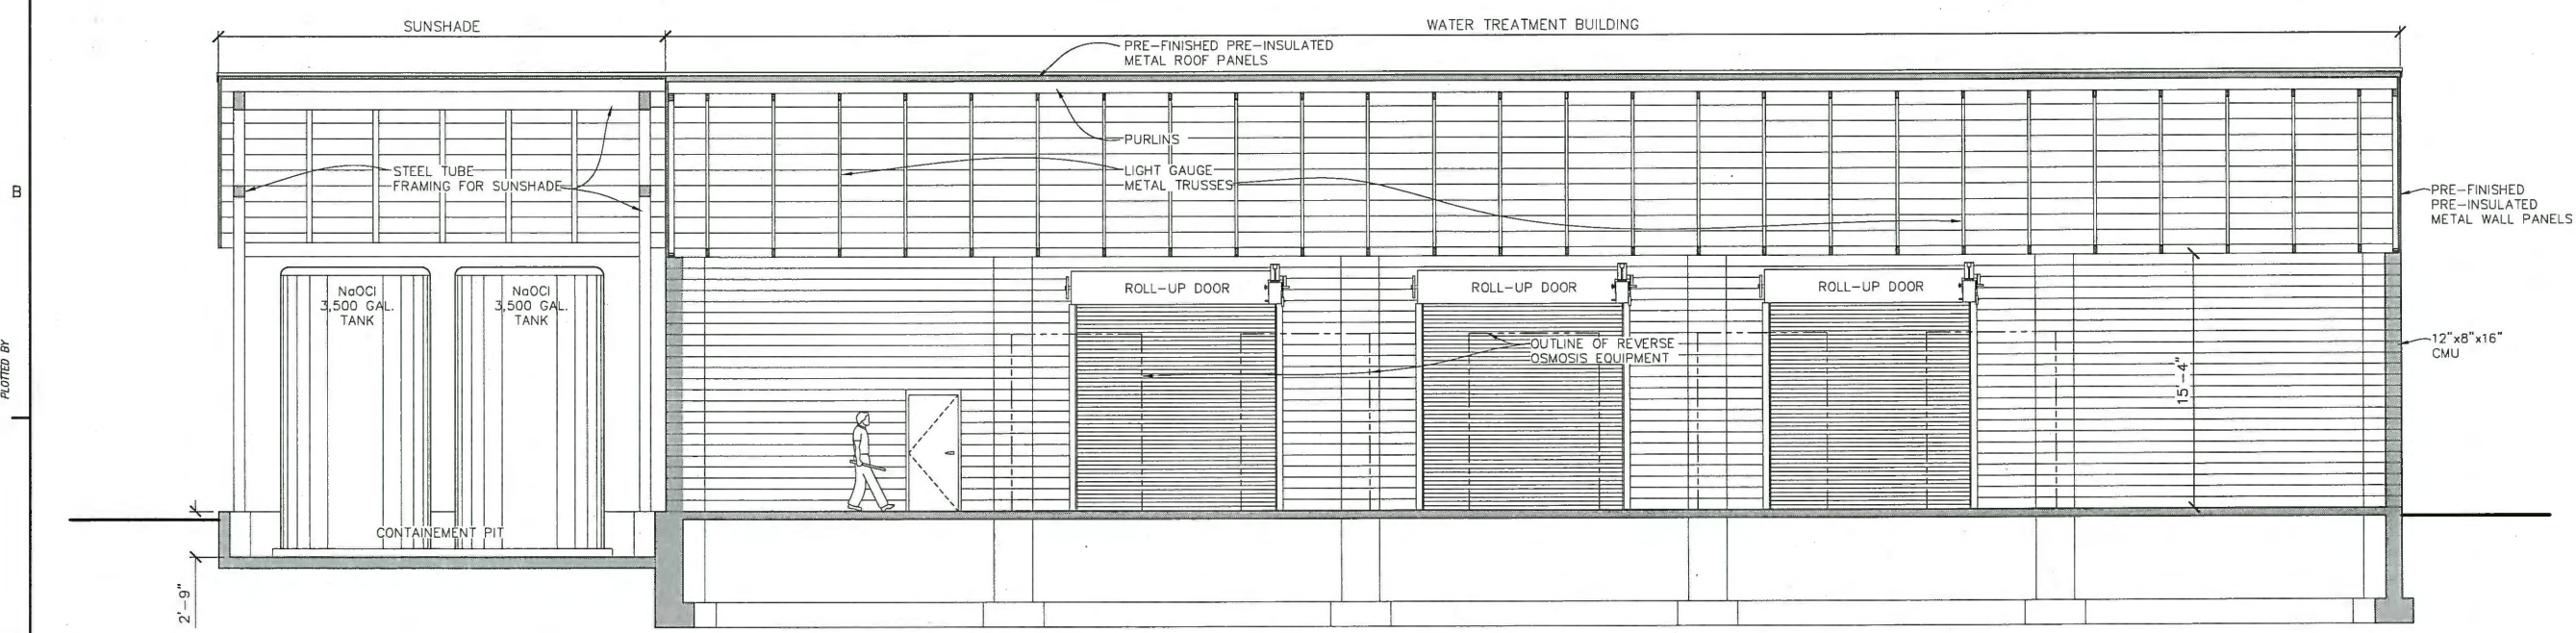 SUNSHADE
WATER TREATMENT BUILDING
PRE-FINISHED PRE-INSULATED
METAL ROOF PANELS
PURLINS
STEEL TUBE
FRAMING FOR SUNSHADE
LIGHT GAUGE
METAL TRUSSES
B
PRE-FINISHED
PRE-INSULATED
METAL WALL PANELS
NaOCl
3,500 GAL.
TANK
NaOCl
3,500 GAL.
TANK
ROLL-UP DOOR
ROLL-UP DOOR
ROLL-UP DOOR
OUTLINE OF REVERSE
OSMOSIS EQUIPMENT
12"x8"x16"
CMU
15'-4"
PLOTTED BY
CONTAINEMENT PIT
2'-9"